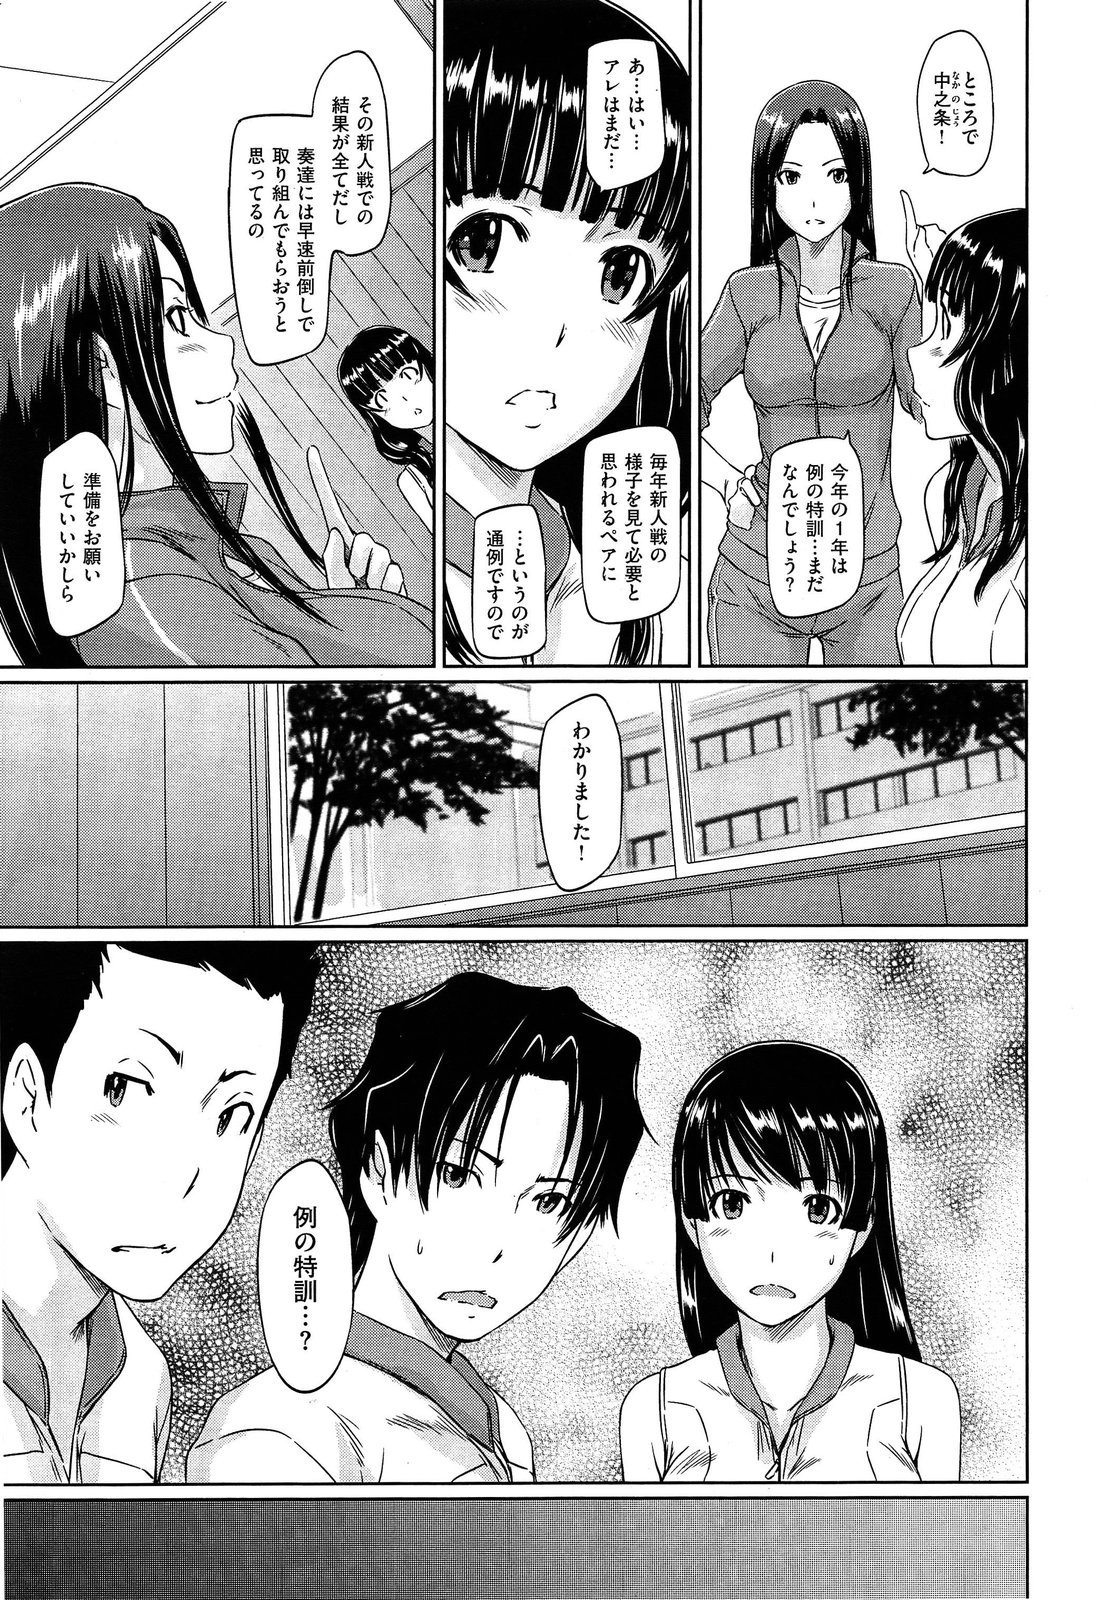 ところで
中之条！
なかのじょう
今年の1年は
例の特訓…まだ
なんでしょう？
あ…はい…
アレはまだ…
毎年新人戦の
様子を見て必要と
思われるペアに
…というのが
通例ですので
その新人戦での
結果が全てだし
奏達には早速前倒しで
取り組んでもらおうと
思ってるの
準備をお願い
していいかしら
わかりました！
例の特訓…？